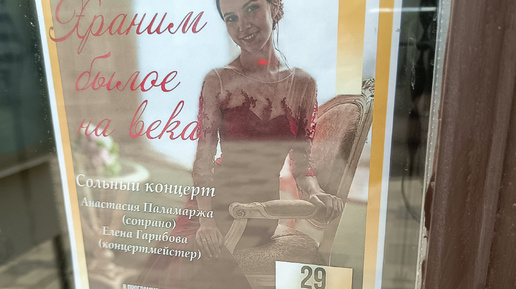 Храним
былое
на века
Сольный концерт
Анастасия Паламаржа
(сопрано)
Елена Гарибова
(концертмейстер)
29